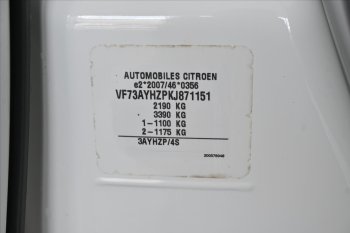 AUTOMOBILES CITROEN
e2*2007/46*0356
VF73AYHZPKJ871151
2190 KG
3390 KG
1-1100 KG
2-1175 KG
3AYHZP/4S